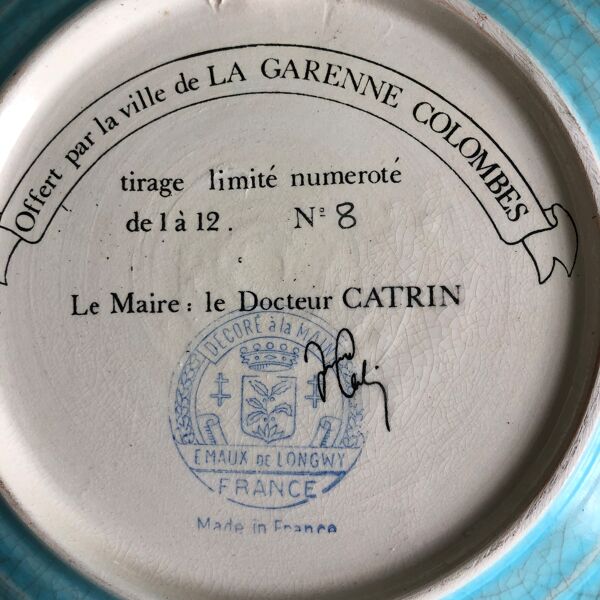 Offert par la ville de LA GARENNE COLOMBES
tirage limité numeroté
de 1 à 12. Nº 8
Le Maire : le Docteur CATRIN
DECORÉ à la MAIN
EMAUX DE LONGWY
FRANCE
Made in France